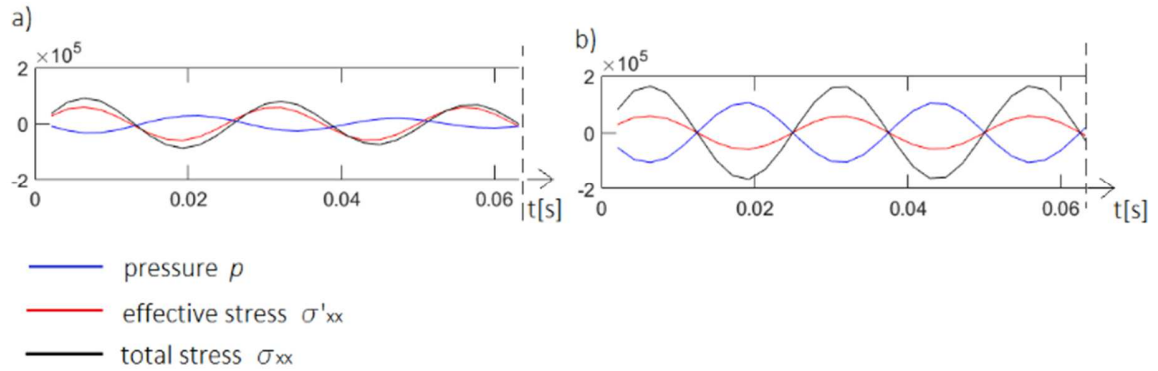 a)
×10⁵
2
0
-2
0 0.02 0.04 0.06 t[s]
b)
×10⁵
2
0
-2
0 0.02 0.04 0.06 t[s]
pressure p
effective stress σ'xx
total stress σxx